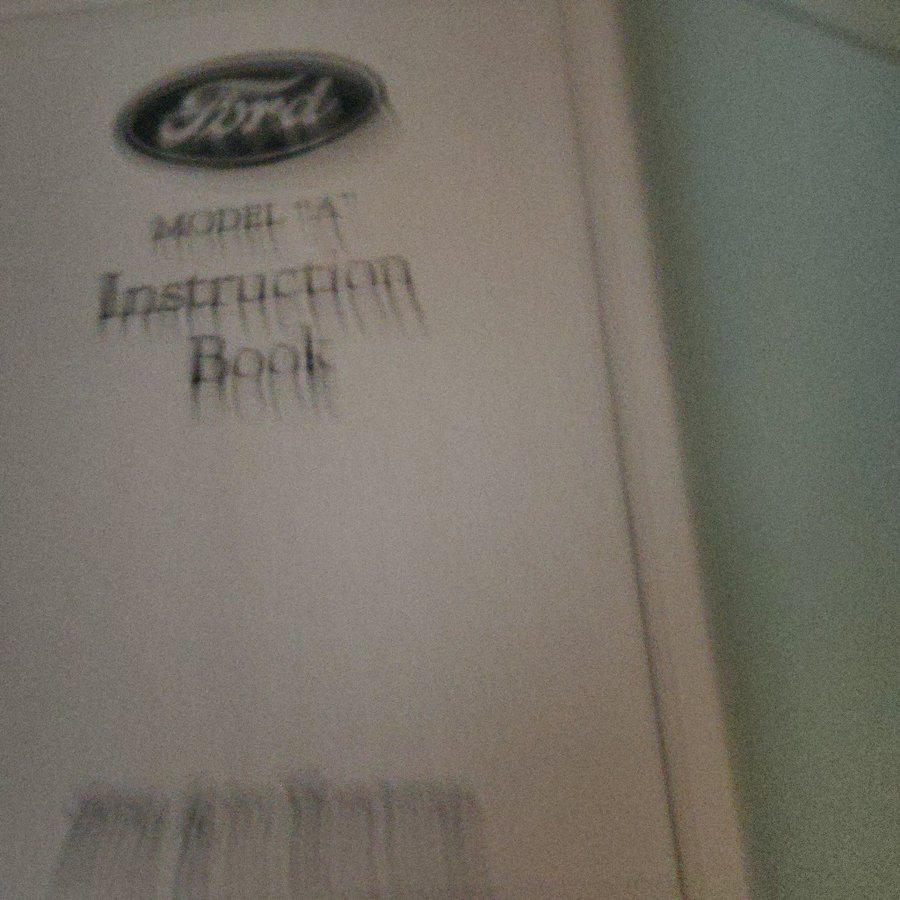 Ford
MODEL "A"
Instruction
Book